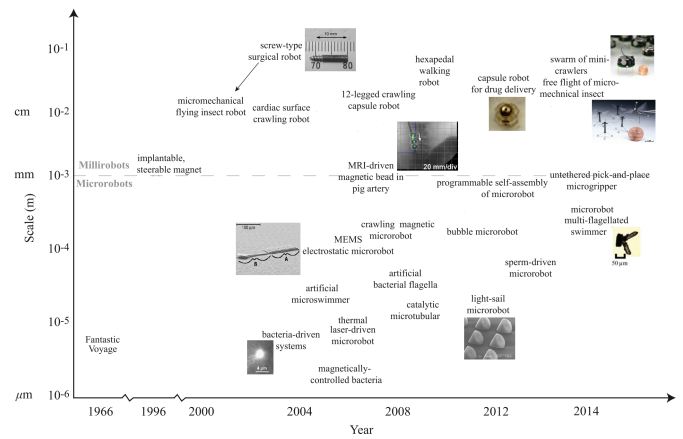 10 mm
70 80
screw-type
surgical robot
10-1
hexapedal
walking
robot
swarm of mini-
crawlers
free flight of micro-
mechnical insect
capsule robot
for drug delivery
12-legged crawling
capsule robot
micromechanical
flying insect robot
cardiac surface
crawling robot
cm
10-2
20 mm/div
Millirobots
implantable,
steerable magnet
MRI-driven
magnetic bead in
pig artery
mm
10-3
Microrobots
untethered pick-and-place
microgripper
programmable self-assembly
of microrobot
Scale (m)
microrobot
multi-flagellated
swimmer
100 μm
B A
crawling magnetic
microrobot
MEMS
electrostatic microrobot
bubble microrobot
10-4
50 μm
sperm-driven
microrobot
artificial
bacterial flagella
artificial
microswimmer
catalytic
microtubular
light-sail
microrobot
10-5
thermal
laser-driven
microrobot
bacteria-driven
systems
Fantastic
Voyage
4 μm
magnetically-
controlled bacteria
μm
10-6
1966 1996 2000 2004 2008 2012 2014
Year